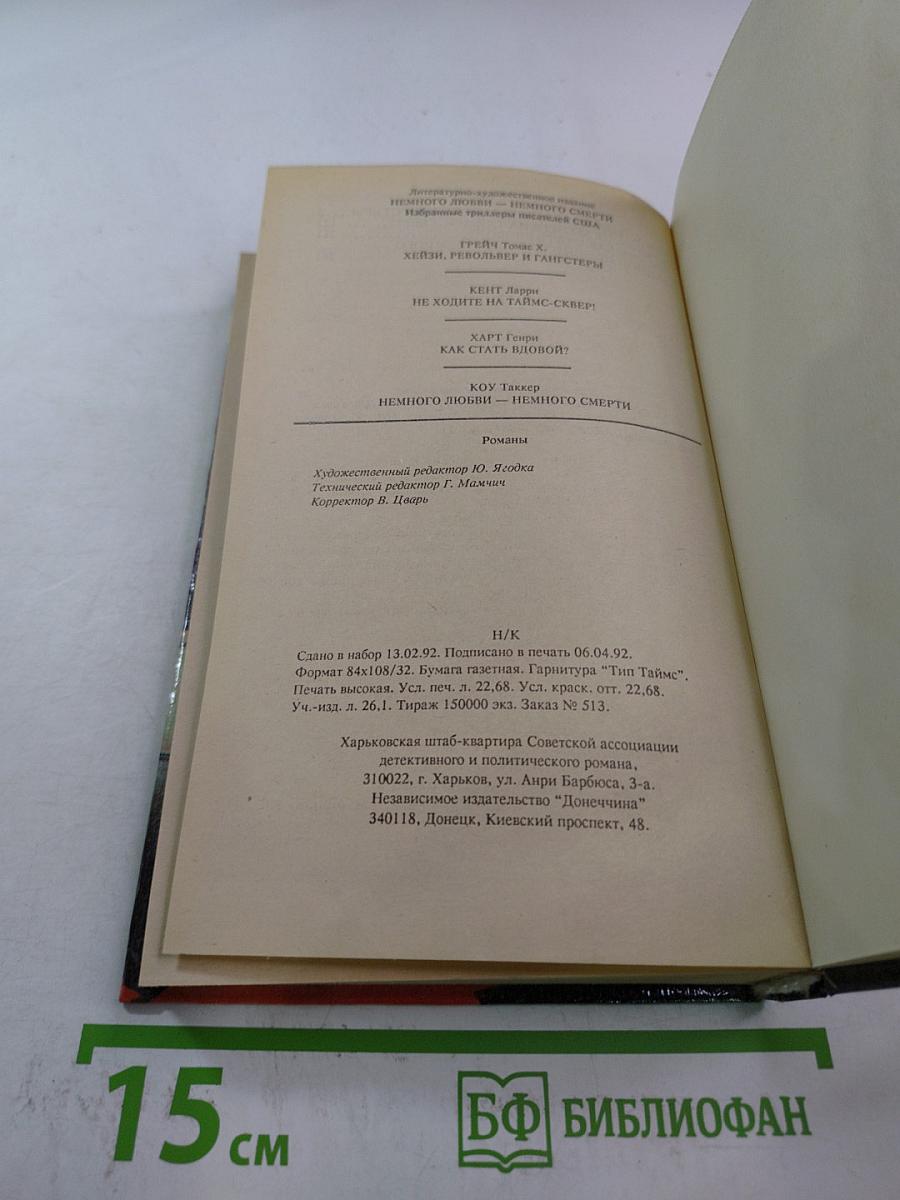 Литературно-художественное издание
НЕМНОГО ЛЮБВИ — НЕМНОГО СМЕРТИ
Избранные триллеры писателей США
ГРЕЙЧ Томас Х.
ХЕЙЗИ, РЕВОЛЬВЕР И ГАНГСТЕРЫ
КЕНТ Ларри
НЕ ХОДИТЕ НА ТАЙМС-СКВЕР!
ХАРТ Генри
КАК СТАТЬ ВДОВОЙ?
КОУ Таккер
НЕМНОГО ЛЮБВИ — НЕМНОГО СМЕРТИ
Романы
Художественный редактор Ю. Ягодка
Технический редактор Г. Мамчич
Корректор В. Цварь
Н/К
Сдано в набор 13.02.92. Подписано в печать 06.04.92.
Формат 84х108/32. Бумага газетная. Гарнитура "Тип Таймс".
Печать высокая. Усл. печ. л. 22,68. Усл. краск. отт. 22,68.
Уч.-изд. л. 26,1. Тираж 150000 экз. Заказ № 513.
Харьковская штаб-квартира Советской ассоциации
детективного и политического романа,
310022, г. Харьков, ул. Анри Барбюса, 3-а.
Независимое издательство "Донеччина"
340118, Донецк, Киевский проспект, 48.
15 см
БФ БИБЛИОФАН